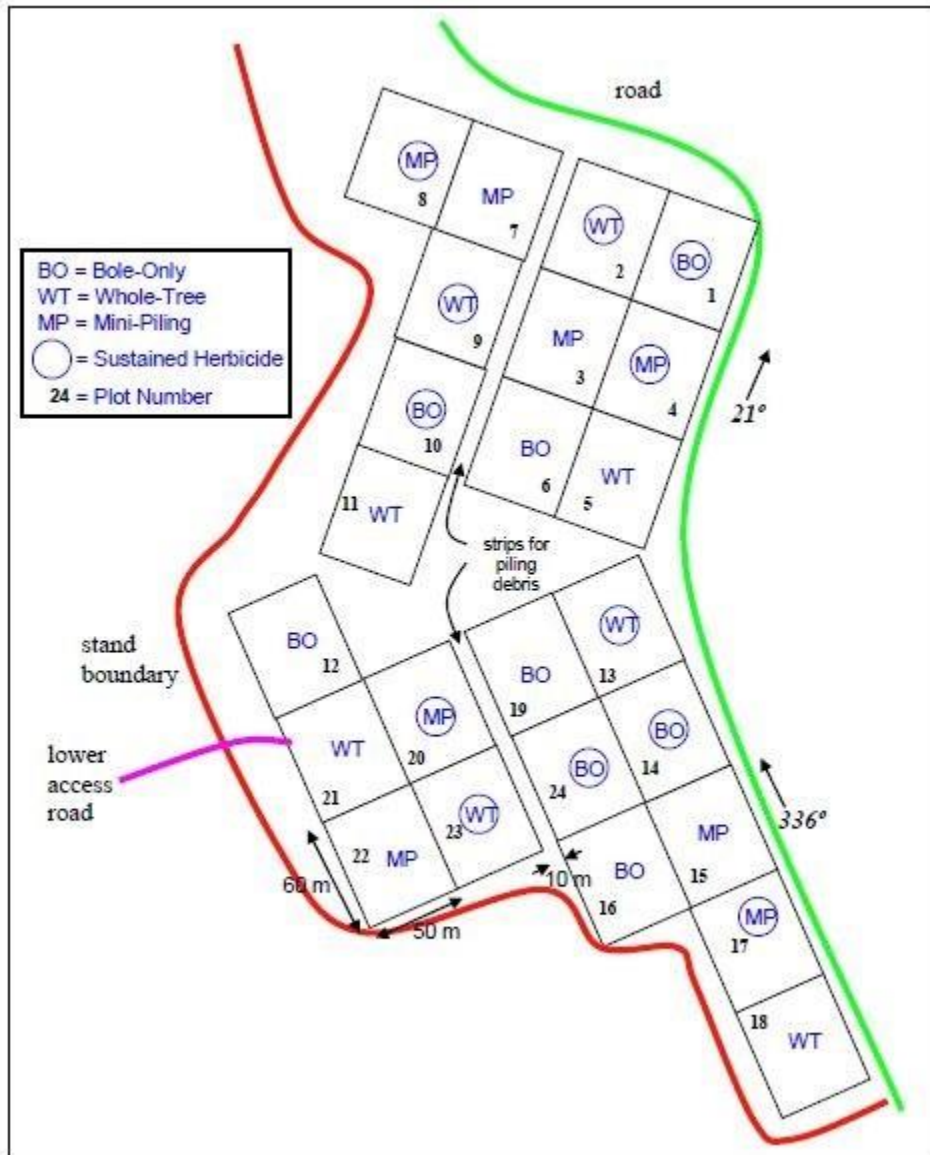 road
MP
8
MP
7
WT
2
BO
1
BO = Bole-Only
WT = Whole-Tree
MP = Mini-Piling
= Sustained Herbicide
24 = Plot Number
WT
9
MP
3
MP
4
21º
BO
10
BO
6
WT
5
11
WT
strips for
piling
debris
stand
boundary
BO
12
BO
19
WT
13
lower
access
road
WT
21
MP
20
BO
24
BO
14
336º
22
MP
23
WT
BO
16
MP
15
60 m
50 m
10 m
MP
17
18
WT